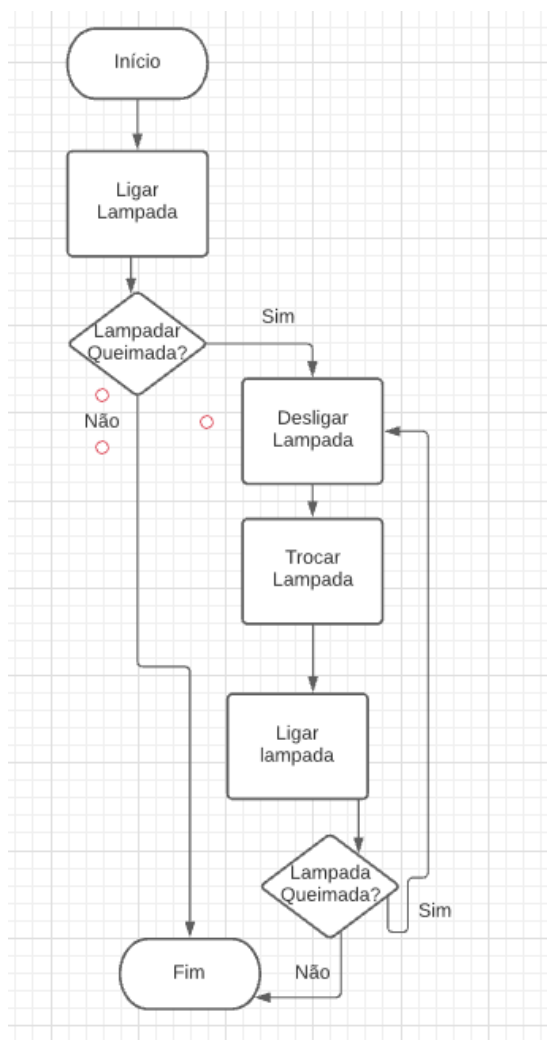 Início
Ligar
Lampada
Lampadar
Queimada?
Sim
Não
Desligar
Lampada
Trocar
Lampada
Ligar
lampada
Lampada
Queimada?
Sim
Não
Fim